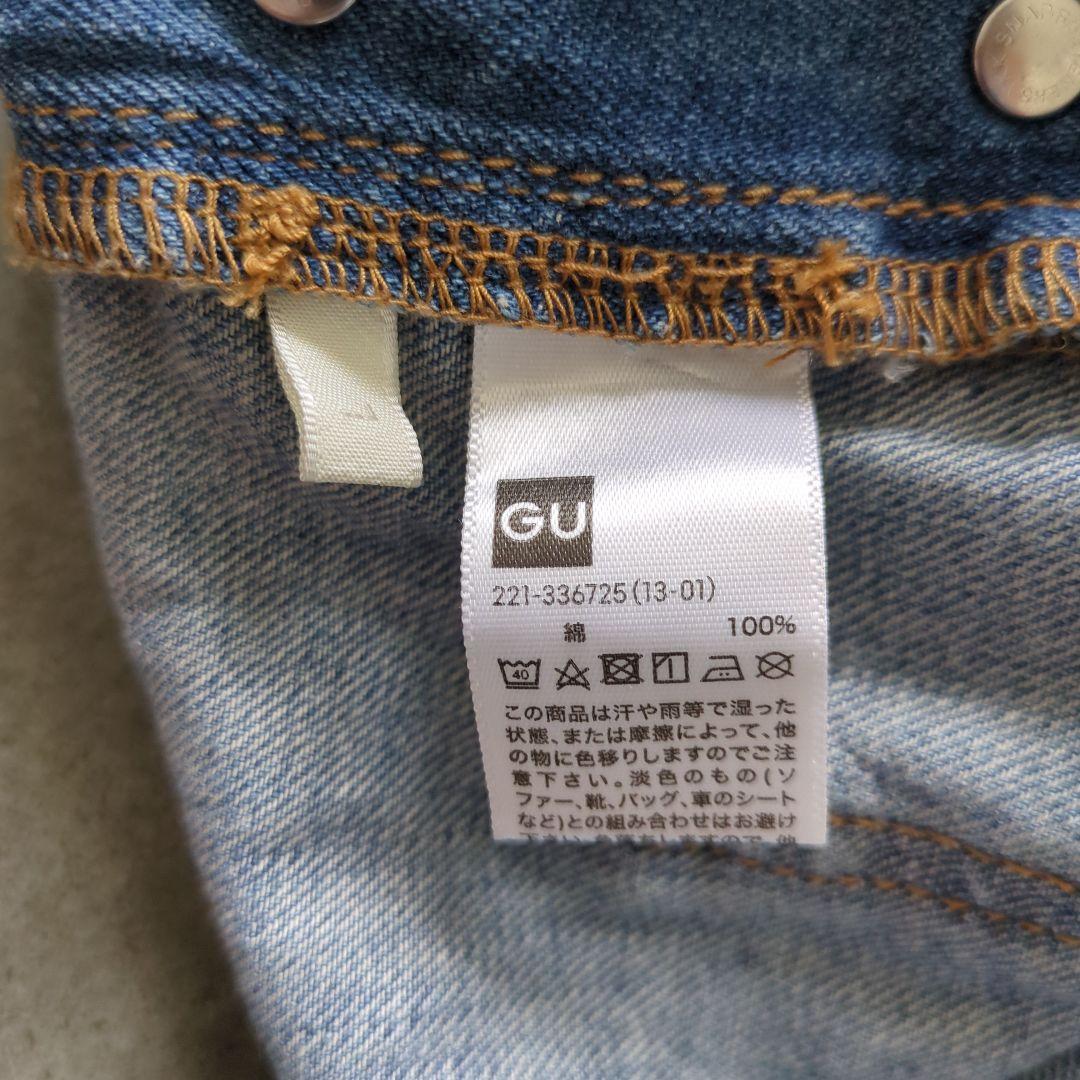 GU
221-336725(13-01)
綿 100%
40
1
この商品は汗や雨等で湿った
状態、または摩擦によって、他
の物に色移りしますのでご注
意下さい。淡色のもの(ソ
ファー、靴、バッグ、車のシート
など)との組み合わせはお避け